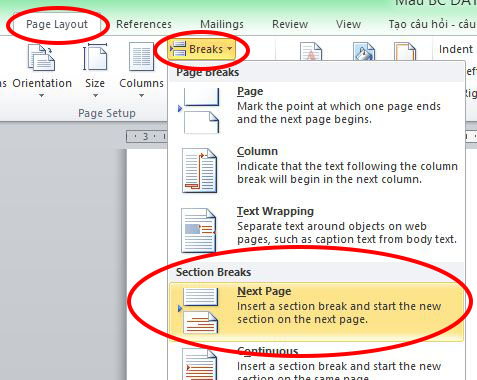 Mau BC DAT
Page Layout References Mailings Review View Tạo câu hỏi - câu
Breaks Indent
Orientation Size Columns
Page Setup
Page Breaks
Page
Mark the point at which one page ends
and the next page begins.
Column
Indicate that the text following the column
break will begin in the next column.
Text Wrapping
Separate text around objects on web
pages, such as caption text from body text.
Section Breaks
Next Page
Insert a section break and start the new
section on the next page.
Continuous
Insert a section break and start the new
section on the same page.
3